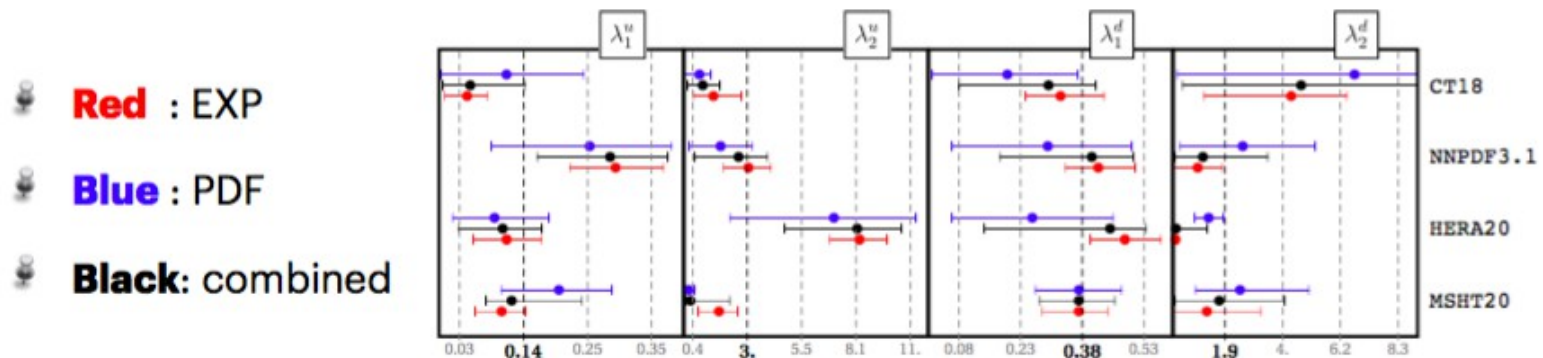 λ₁ᵘ λ₂ᵘ λ₁ᵈ λ₂ᵈ
CT18
Red : EXP
NNPDF3.1
Blue : PDF
HERA20
Black: combined
MSHT20
0.03 0.14 0.25 0.35 0.4 3. 5.5 8.1 11. 0.08 0.23 0.38 0.53 1.9 4. 6.2 8.3